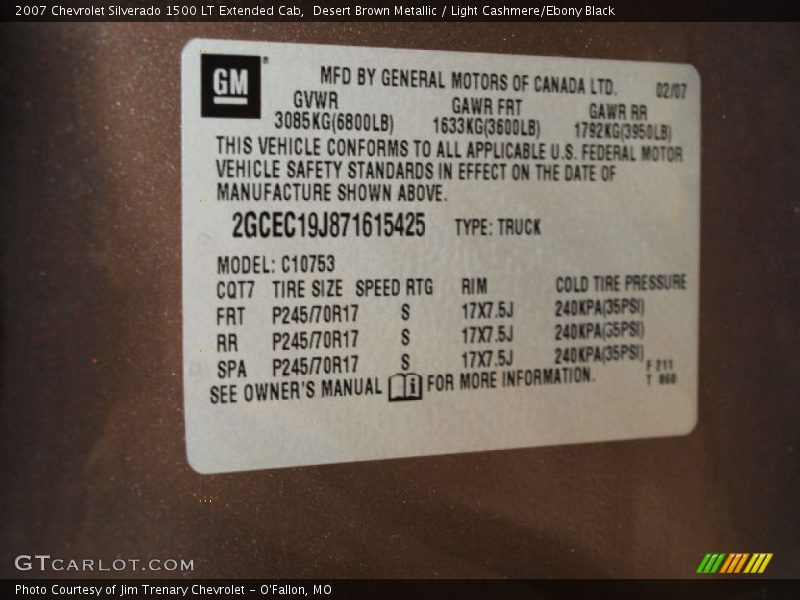 2007 Chevrolet Silverado 1500 LT Extended Cab,  Desert Brown Metallic / Light Cashmere/Ebony Black
GM®
MFD BY GENERAL MOTORS OF CANADA LTD. 02/07
GVWR GAWR FRT GAWR RR
3085KG(6800LB) 1633KG(3600LB) 1792KG(3950LB)
THIS VEHICLE CONFORMS TO ALL APPLICABLE U.S. FEDERAL MOTOR
VEHICLE SAFETY STANDARDS IN EFFECT ON THE DATE OF
MANUFACTURE SHOWN ABOVE.
2GCEC19J871615425 TYPE: TRUCK
MODEL: C10753
CQT7 TIRE SIZE SPEED RTG RIM COLD TIRE PRESSURE
FRT P245/70R17 S 17X7.5J 240KPA(35PSI)
RR P245/70R17 S 17X7.5J 240KPA(35PSI)
SPA P245/70R17 S 17X7.5J 240KPA(35PSI)
F 211
SEE OWNER'S MANUAL i FOR MORE INFORMATION.
T 060
GTCARLOT.COM
Photo Courtesy of Jim Trenary Chevrolet - O'Fallon, MO